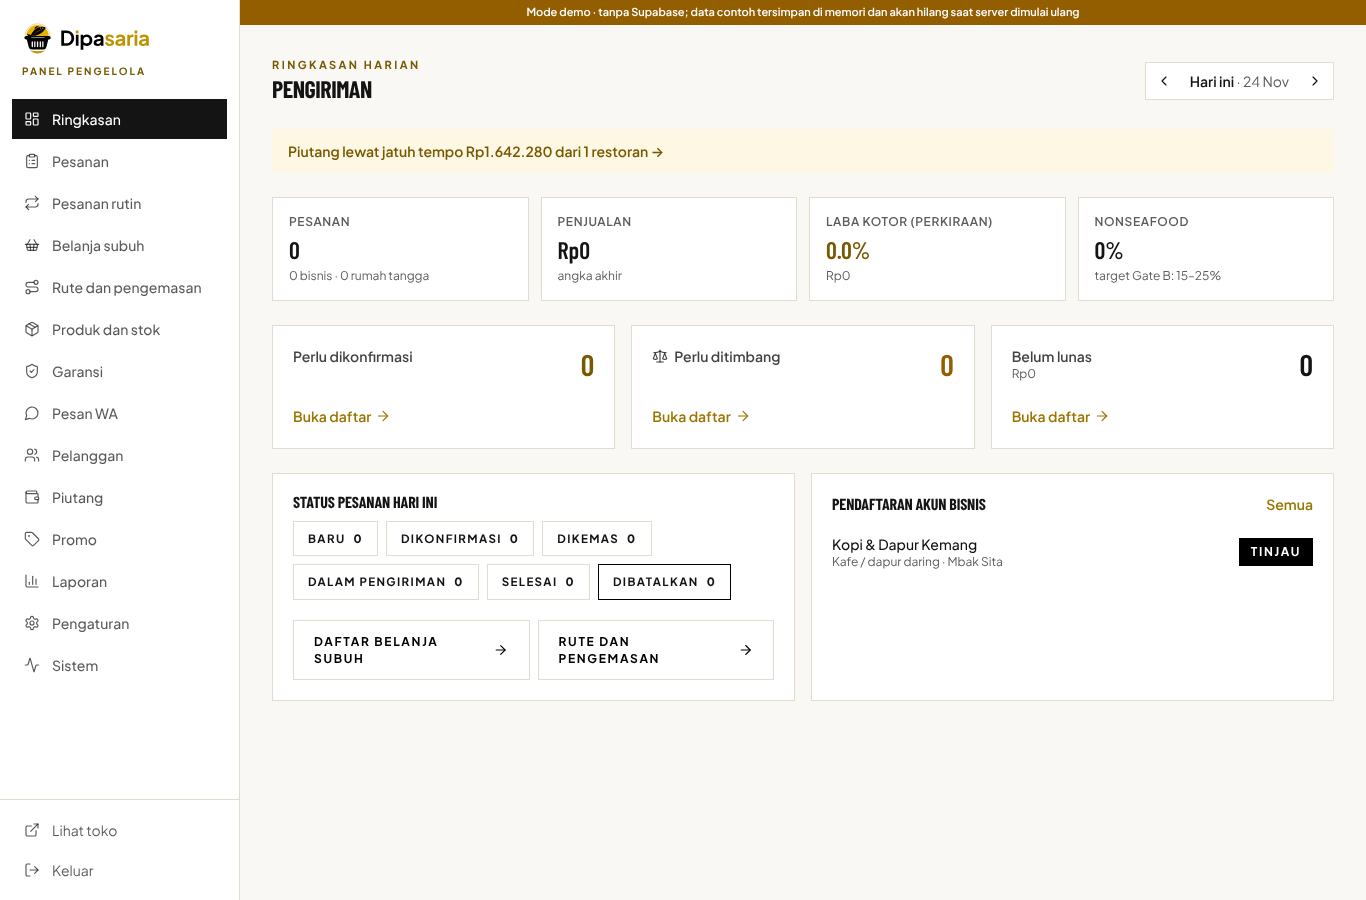 Mode demo · tanpa Supabase; data contoh tersimpan di memori dan akan hilang saat server dimulai ulang
Dipasaria
PANEL PENGELOLA
Ringkasan
Pesanan
Pesanan rutin
Belanja subuh
Rute dan pengemasan
Produk dan stok
Garansi
Pesan WA
Pelanggan
Piutang
Promo
Laporan
Pengaturan
Sistem
Lihat toko
Keluar
RINGKASAN HARIAN
PENGIRIMAN
Hari ini · 24 Nov
Piutang lewat jatuh tempo Rp1.642.280 dari 1 restoran →
PESANAN
0
0 bisnis · 0 rumah tangga
PENJUALAN
Rp0
angka akhir
LABA KOTOR (PERKIRAAN)
0.0%
Rp0
NONSEAFOOD
0%
target Gate B: 15–25%
Perlu dikonfirmasi
0
Buka daftar →
Perlu ditimbang
0
Buka daftar →
Belum lunas
Rp0
0
Buka daftar →
STATUS PESANAN HARI INI
BARU 0
DIKONFIRMASI 0
DIKEMAS 0
DALAM PENGIRIMAN 0
SELESAI 0
DIBATALKAN 0
DAFTAR BELANJA
SUBUH →
RUTE DAN
PENGEMASAN →
PENDAFTARAN AKUN BISNIS
Semua
Kopi & Dapur Kemang
Kafe / dapur daring · Mbak Sita
TINJAU